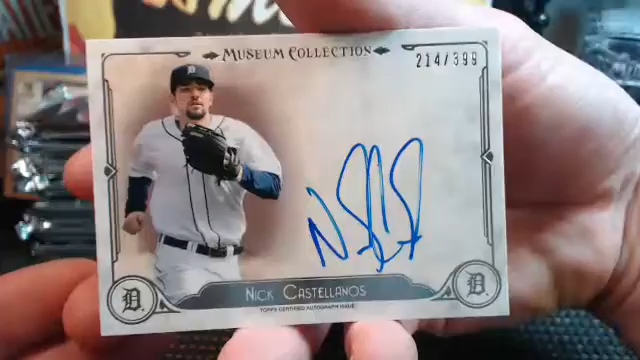 MUSEUM COLLECTION
214/399
D
NICK CASTELLANOS
TOPPS CERTIFIED AUTOGRAPH ISSUE
D
D